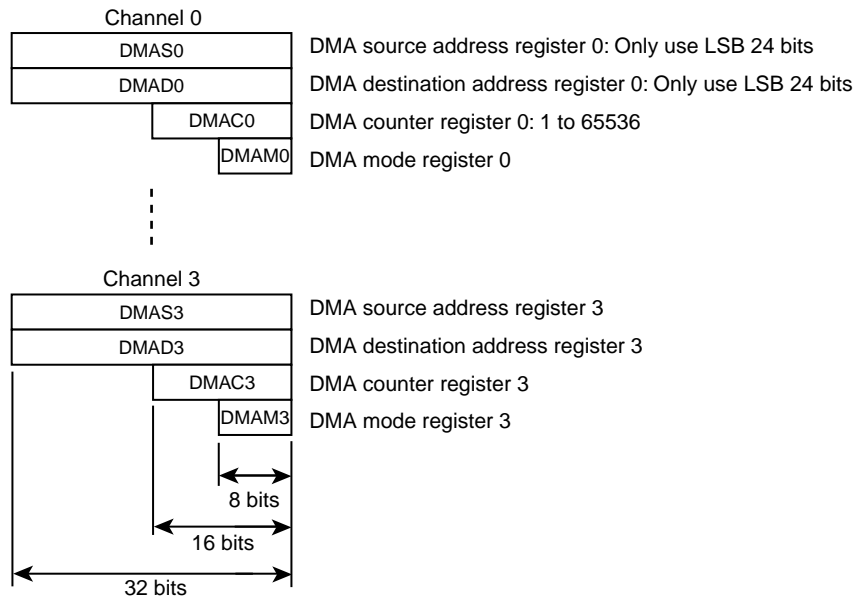 Channel 0
DMAS0 DMA source address register 0: Only use LSB 24 bits
DMAD0 DMA destination address register 0: Only use LSB 24 bits
DMAC0 DMA counter register 0: 1 to 65536
DMAM0 DMA mode register 0
Channel 3
DMAS3 DMA source address register 3
DMAD3 DMA destination address register 3
DMAC3 DMA counter register 3
DMAM3 DMA mode register 3
8 bits
16 bits
32 bits